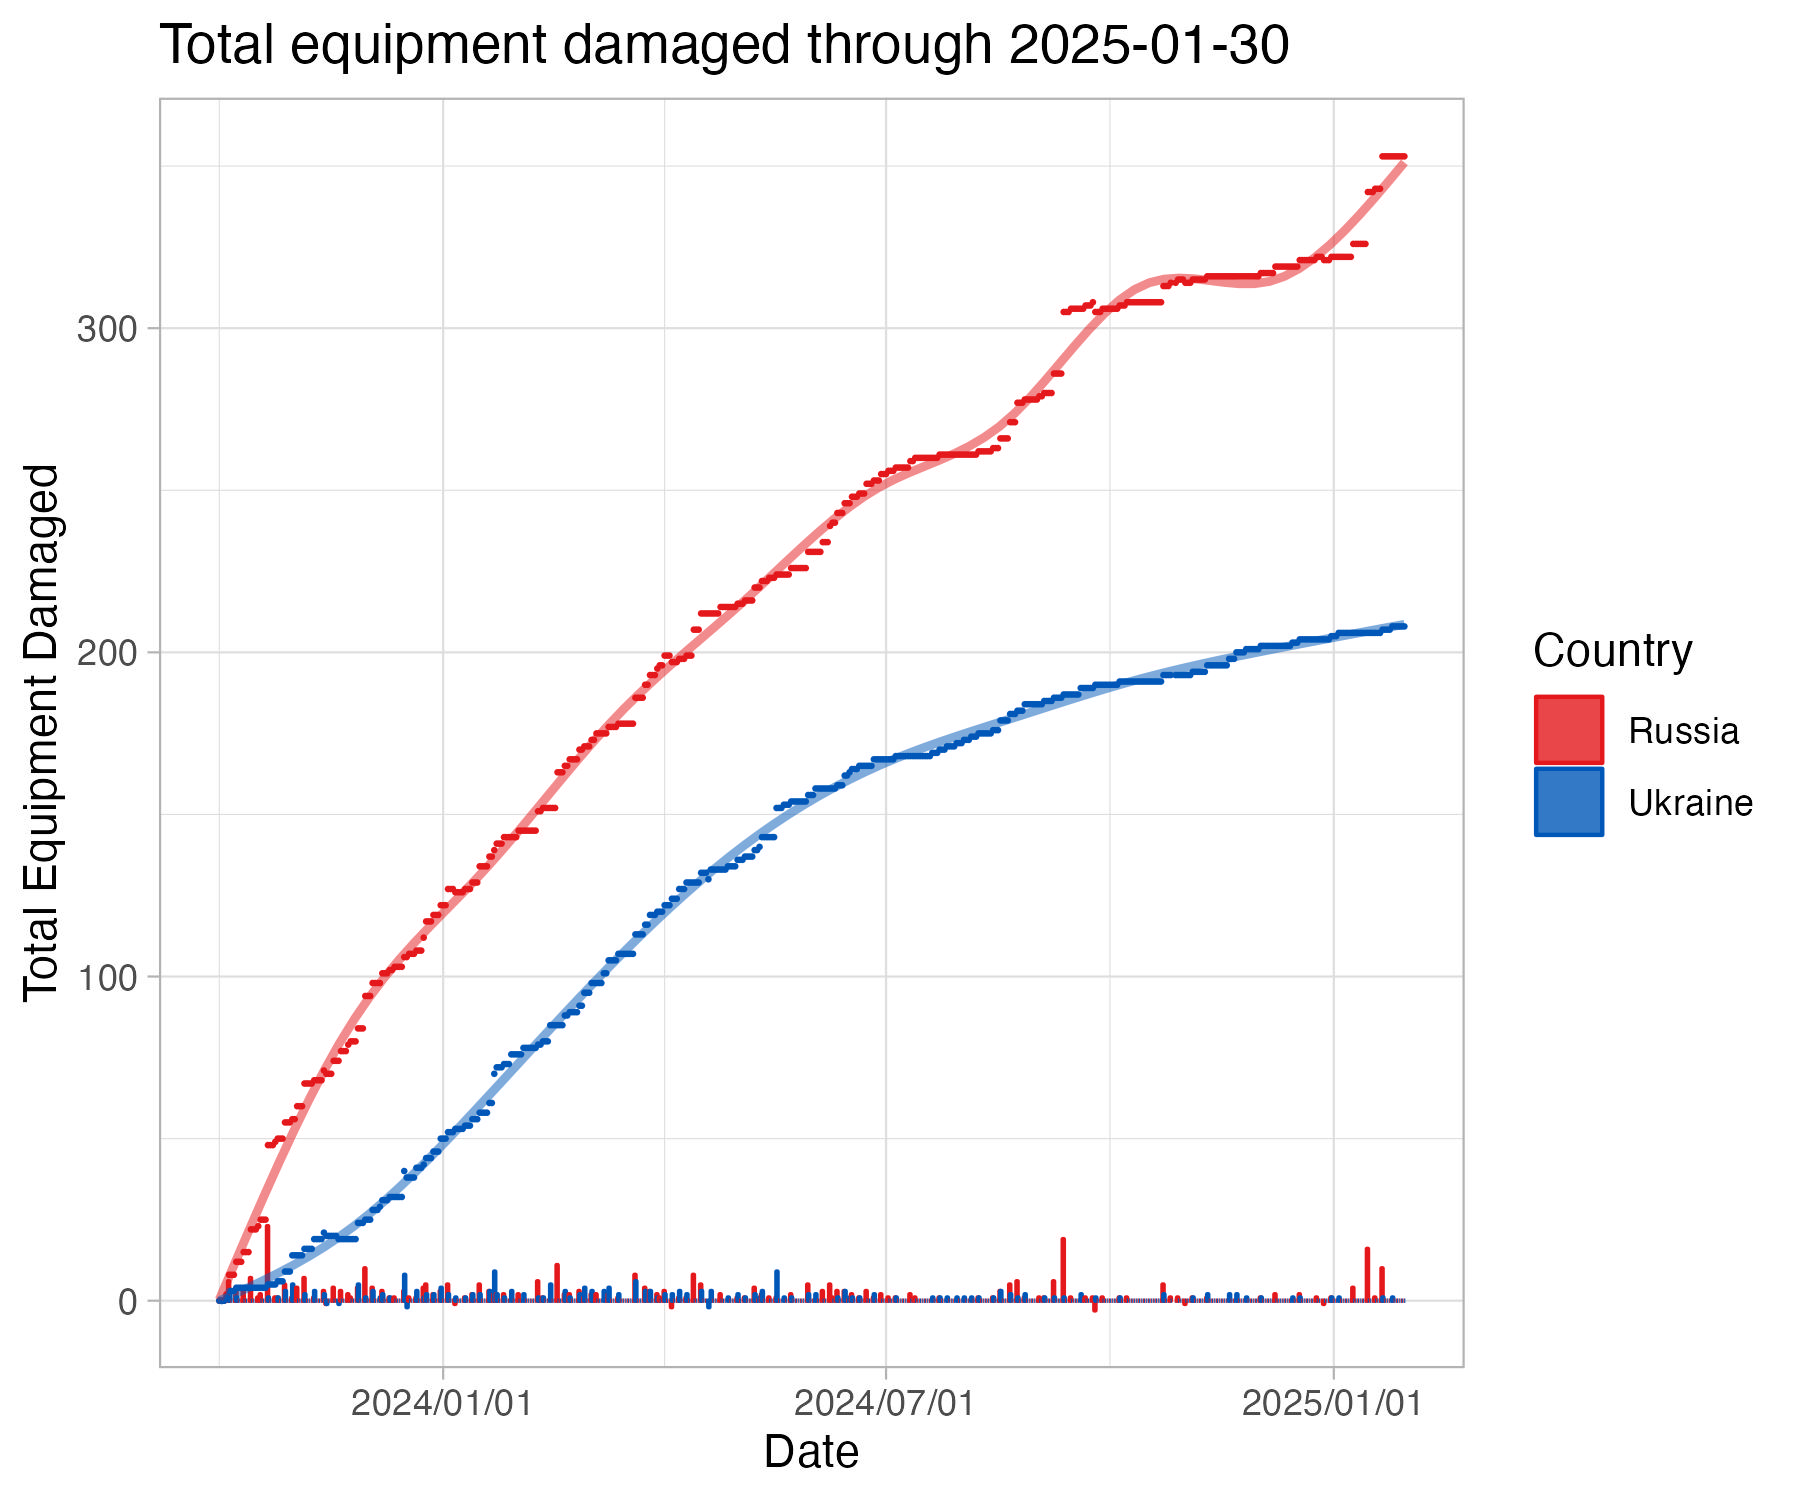 Total equipment damaged through 2025-01-30
Total Equipment Damaged
300
200
100
0
2024/01/01
2024/07/01
2025/01/01
Date
Country
Russia
Ukraine